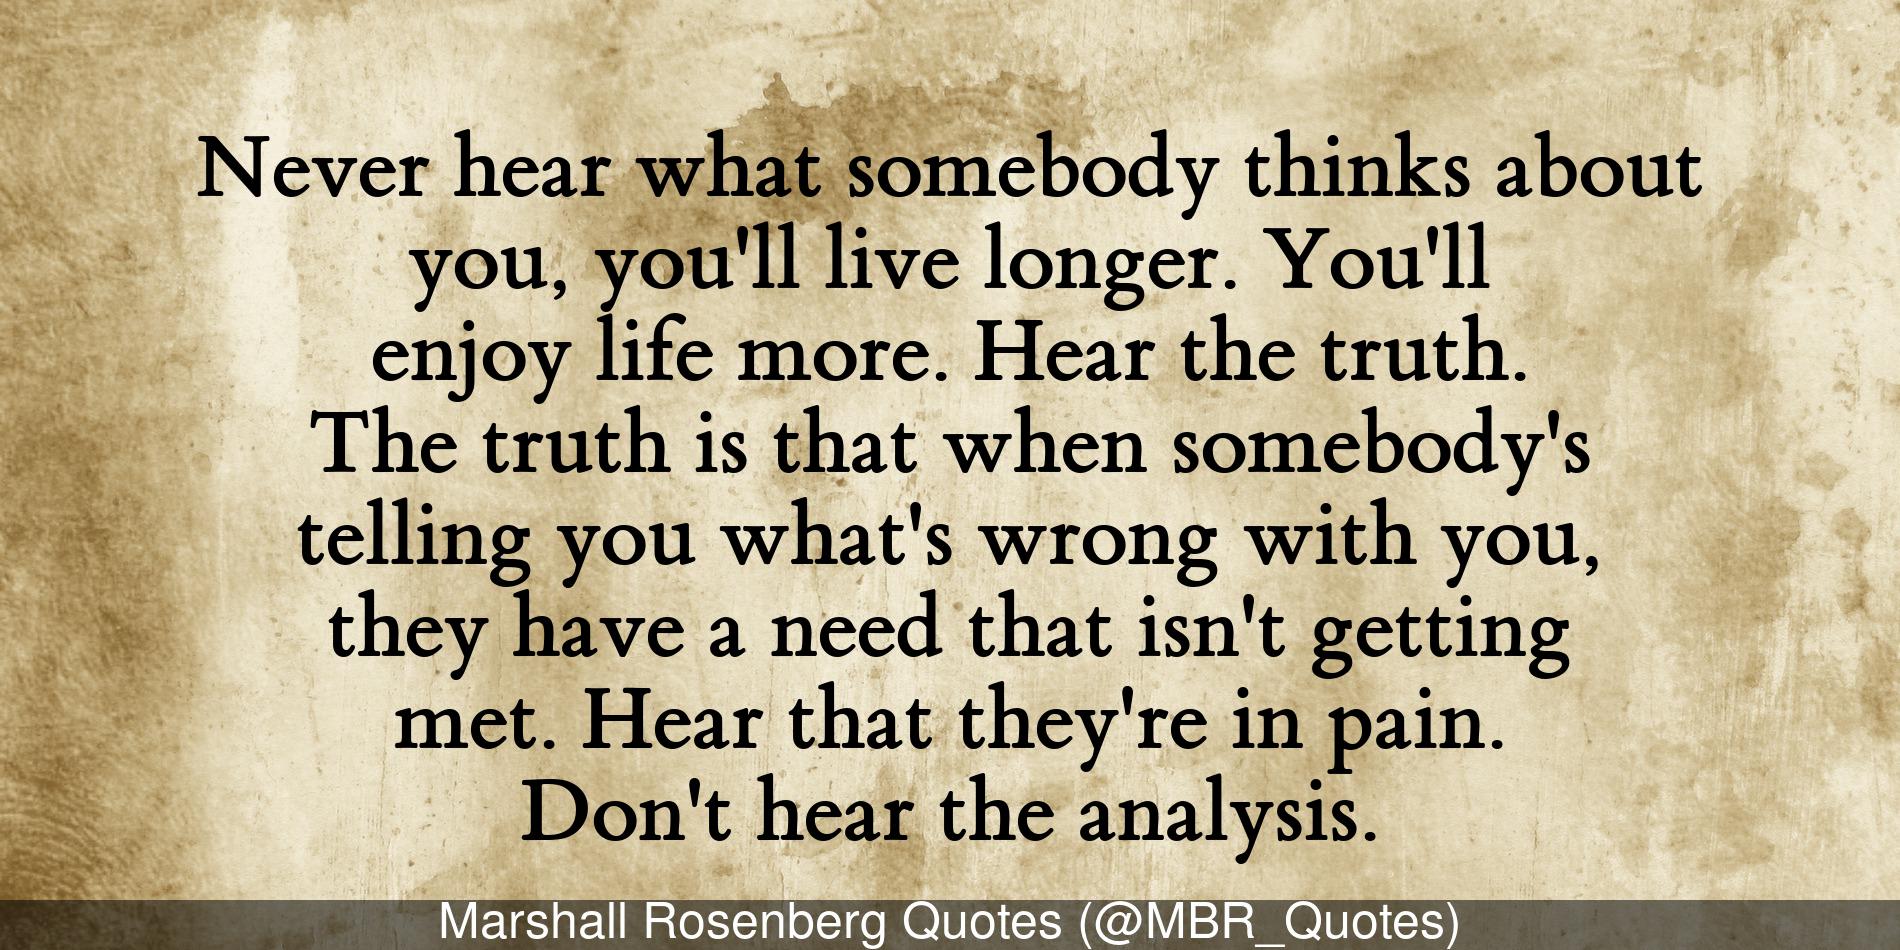 Never hear what somebody thinks about
you, you'll live longer. You'll
enjoy life more. Hear the truth.
The truth is that when somebody's
telling you what's wrong with you,
they have a need that isn't getting
met. Hear that they're in pain.
Don't hear the analysis.
Marshall Rosenberg Quotes (@MBR_Quotes)